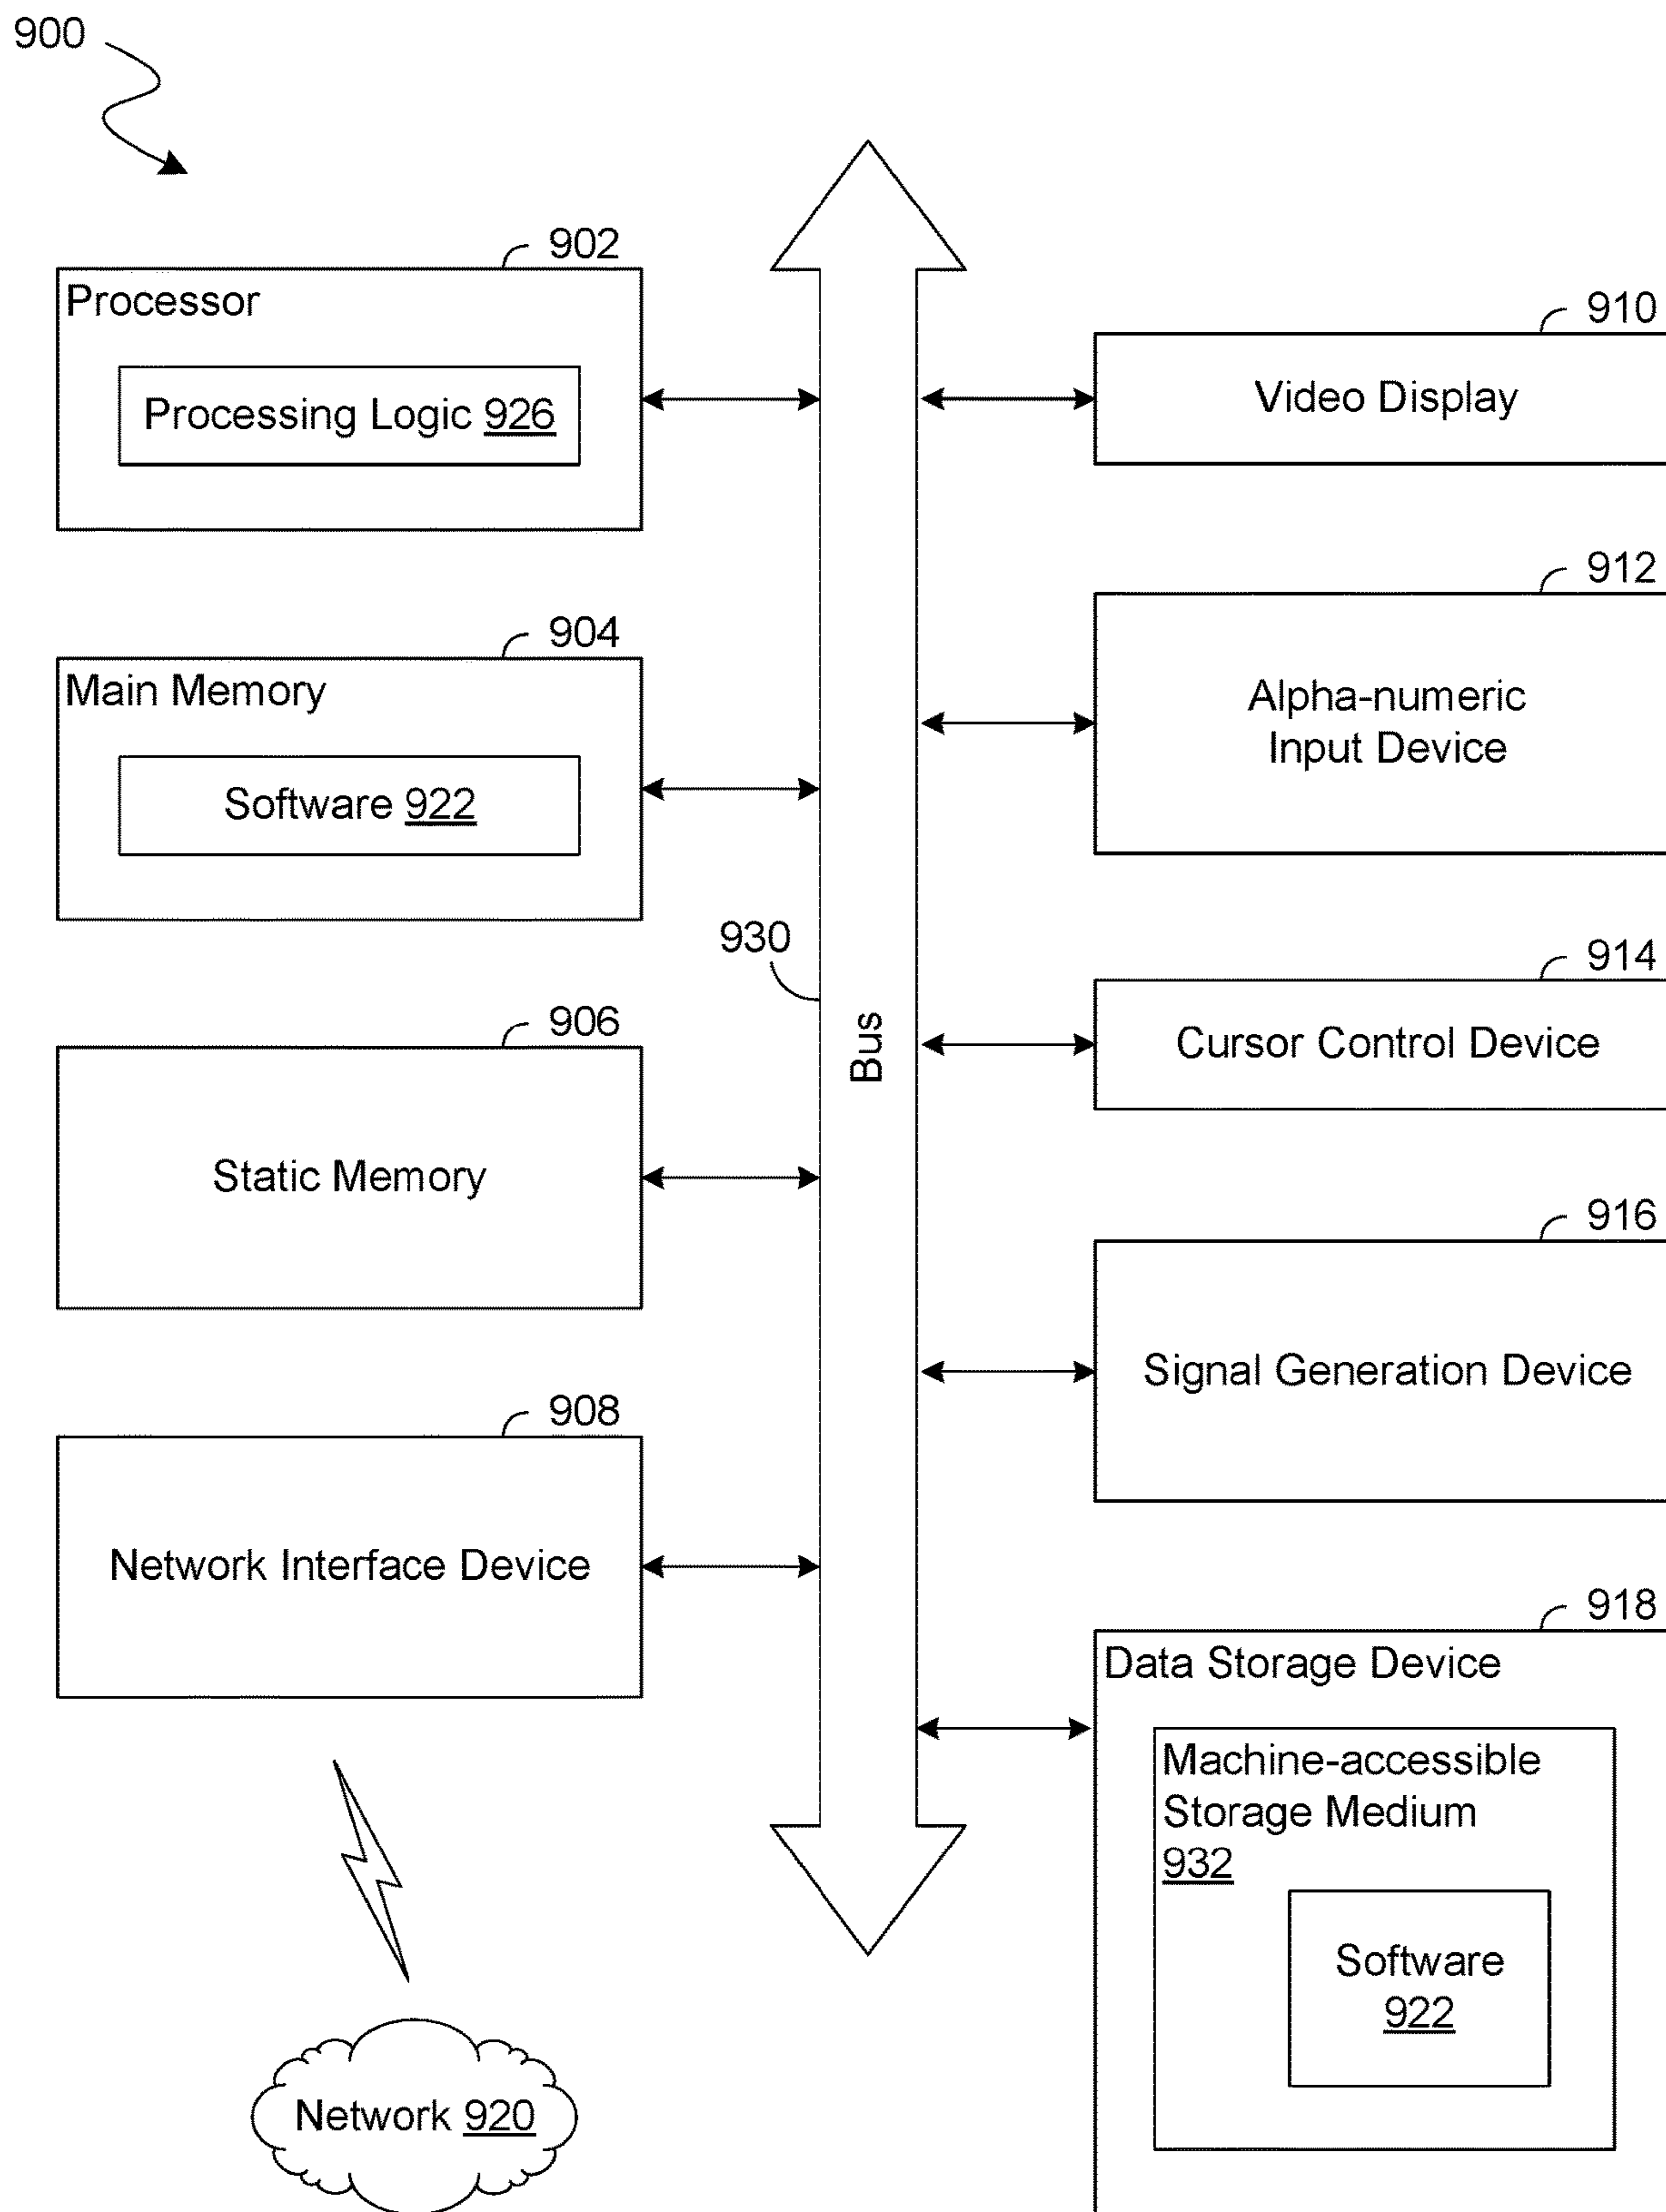 900
902
Processor
Processing Logic 926
904
Main Memory
Software 922
906
Static Memory
908
Network Interface Device
Network 920
930
Bus
910
Video Display
912
Alpha-numeric
Input Device
914
Cursor Control Device
916
Signal Generation Device
918
Data Storage Device
Machine-accessible
Storage Medium
932
Software
922